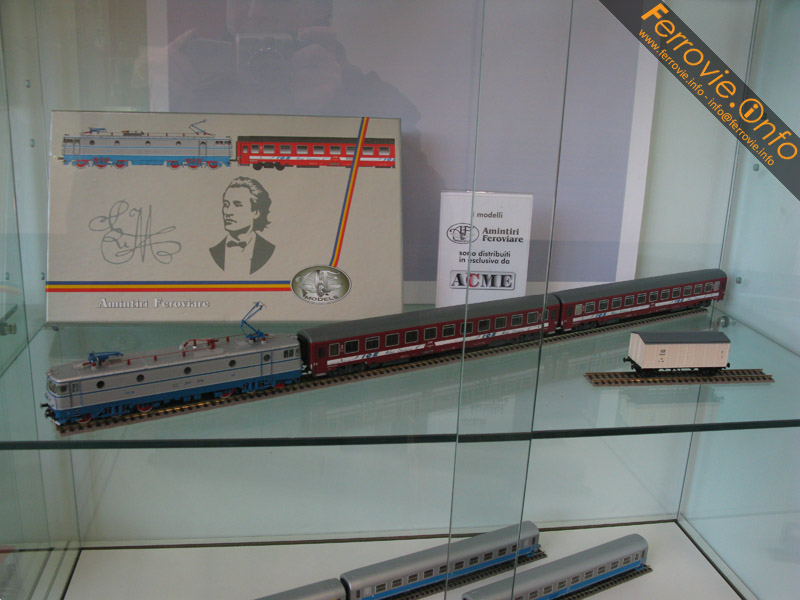 Ferrovie.info
www.ferrovie.info - info@ferrovie.info
i modelli
Amintiri
Feroviare
sono distribuiti
in esclusiva da
ACME
Amintiri Feroviare
MODELS